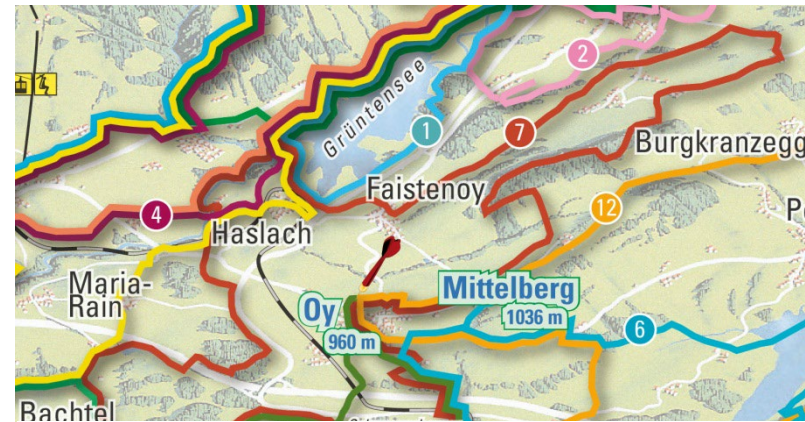 2
Grüntensee
1
7
Burgkranzegg
Faistenoy
4
12
Haslach
Maria-
Rain
Mittelberg
Oy
1036 m
6
960 m
Bachtel